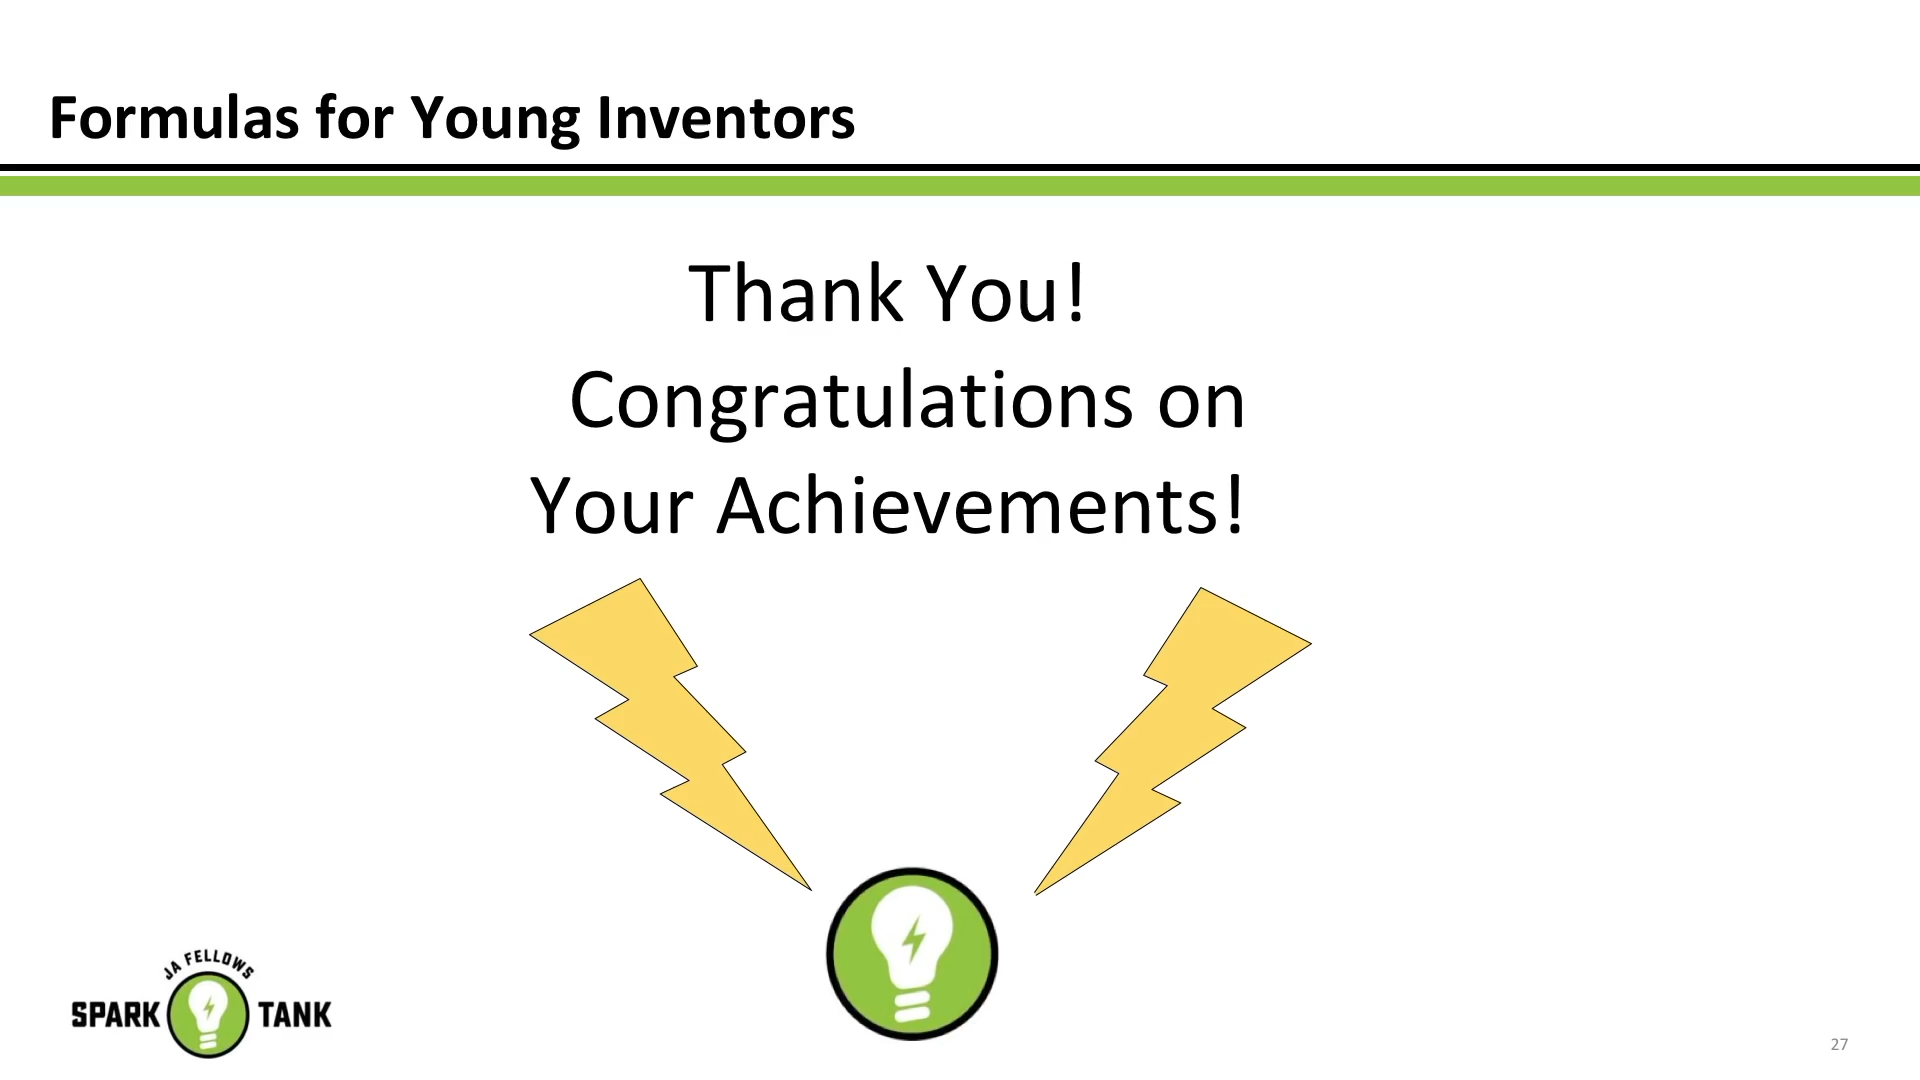 Formulas for Young Inventors
Thank You!
Congratulations on
Your Achievements!
JA FELLOWS
SPARK TANK
27